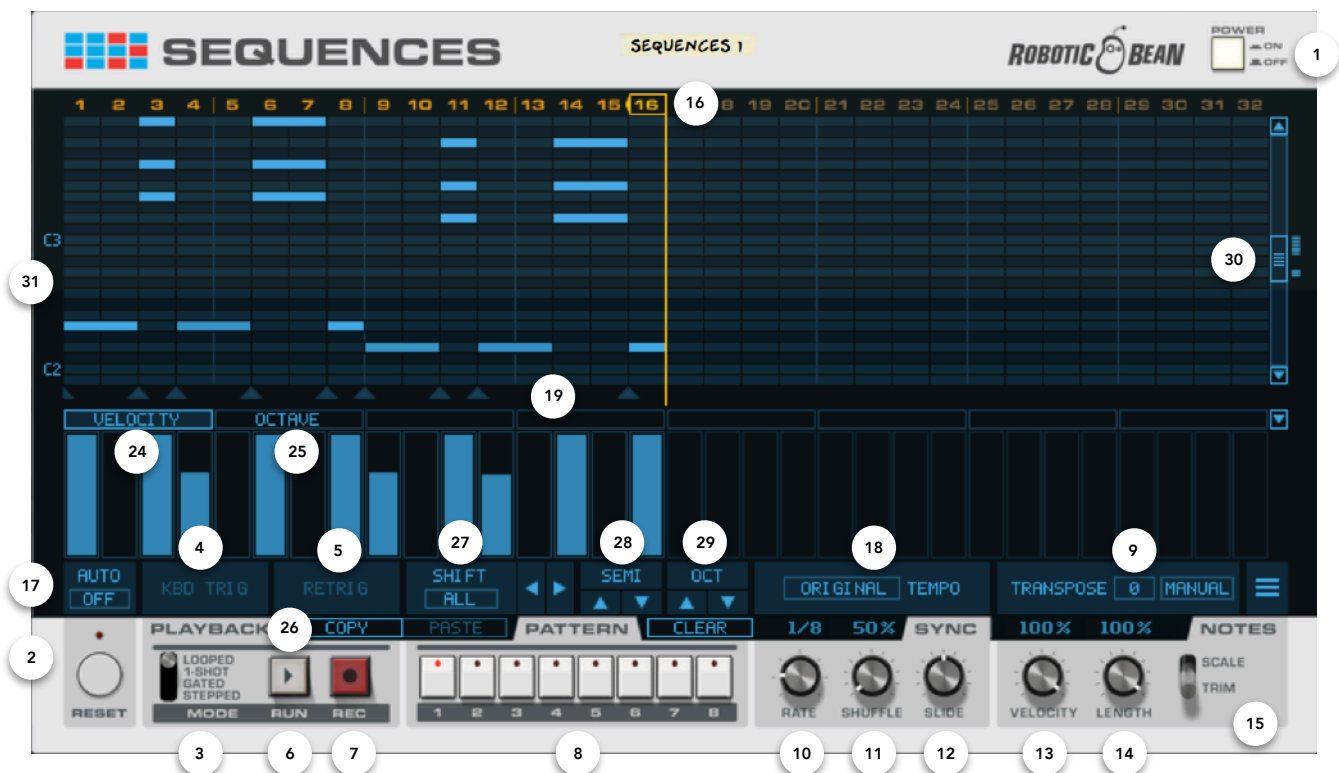 SEQUENCES
SEQUENCES 1
ROBOTIC BEAN
POWER
ON
OFF
1
1 2 3 4 5 6 7 8 9 10 11 12 13 14 15 16 16 8 19 20 21 22 23 24 25 26 27 28 29 30 31 32
C3
31
30
C2
19
VELOCITY OCTAVE
24 25
4 5 27 28 29 18 9
17
AUTO OFF
KBD TRIG
RETRIG
SHIFT ALL
SEMI
OCT
ORIGINAL TEMPO
TRANSPOSE 0 MANUAL
PLAYBACK 26 COPY PASTE PATTERN CLEAR 1/8 50% SYNC 100% 100% NOTES
2
LOOPED
1-SHOT
GATED
STEPPED
SCALE
TRIM
RESET MODE RUN REC 1 2 3 4 5 6 7 8 RATE SHUFFLE SLIDE VELOCITY LENGTH
15
3 6 7 8 10 11 12 13 14